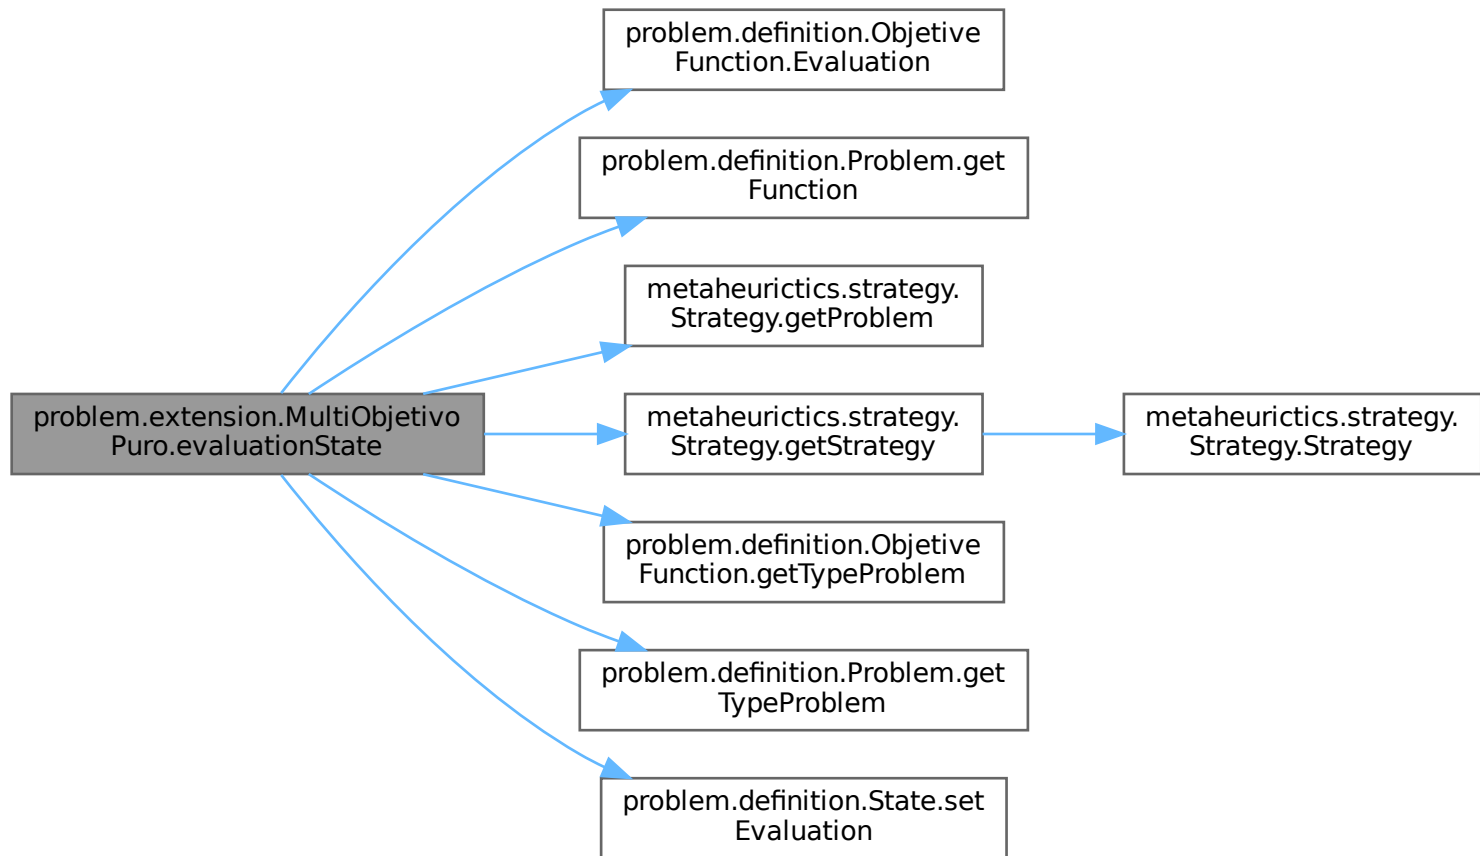 problem.definition.Objetive
Function.Evaluation
problem.definition.Problem.get
Function
metaheurictics.strategy.
Strategy.getProblem
problem.extension.MultiObjetivo
Puro.evaluationState
metaheurictics.strategy.
Strategy.getStrategy
metaheurictics.strategy.
Strategy.Strategy
problem.definition.Objetive
Function.getTypeProblem
problem.definition.Problem.get
TypeProblem
problem.definition.State.set
Evaluation